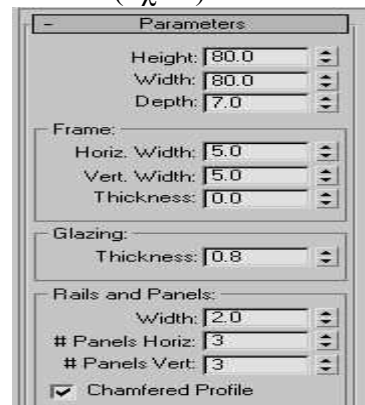 - Parameters
Height: 80.0
Width: 80.0
Depth: 7.0
Frame:
Horiz. Width: 5.0
Vert. Width: 5.0
Thickness: 0.0
Glazing:
Thickness: 0.8
Rails and Panels:
Width: 2.0
# Panels Horiz: 3
# Panels Vert: 3
Chamfered Profile